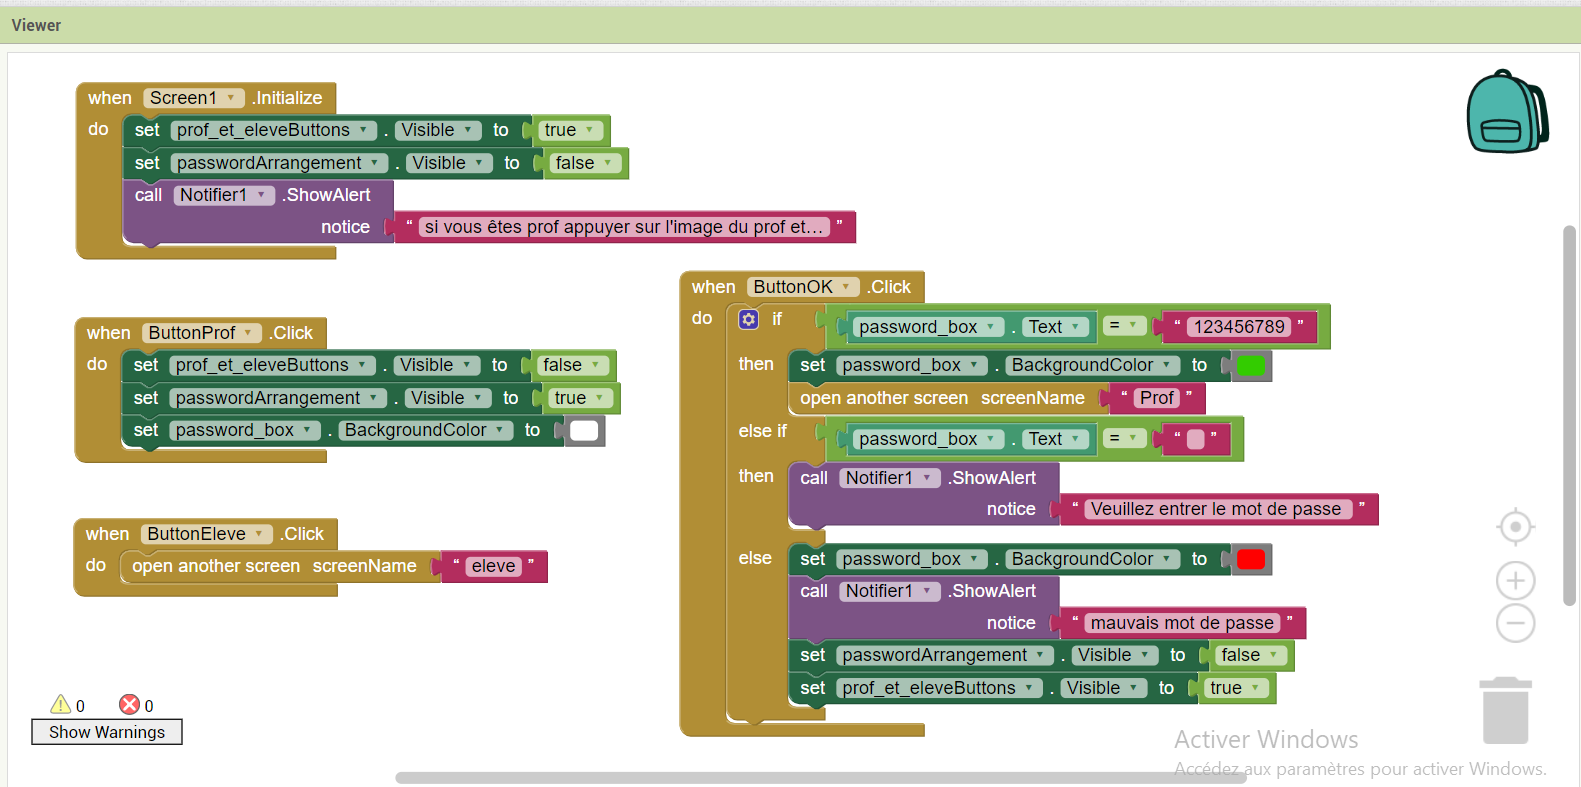 Viewer
when Screen1 .Initialize
do set prof_et_eleveButtons . Visible to true
set passwordArrangement . Visible to false
call Notifier1 .ShowAlert
notice " si vous êtes prof appuyer sur l'image du prof et... "
when ButtonProf .Click
do set prof_et_eleveButtons . Visible to false
set passwordArrangement . Visible to true
set password_box . BackgroundColor to
when ButtonEleve .Click
do open another screen screenName " eleve "
when ButtonOK .Click
do if password_box . Text = " 123456789 "
then set password_box . BackgroundColor to
open another screen screenName " Prof "
else if password_box . Text = " "
then call Notifier1 .ShowAlert
notice " Veuillez entrer le mot de passe "
else set password_box . BackgroundColor to
call Notifier1 .ShowAlert
notice " mauvais mot de passe "
set passwordArrangement . Visible to false
set prof_et_eleveButtons . Visible to true
0 0
Show Warnings
Activer Windows
Accédez aux paramètres pour activer Windows.